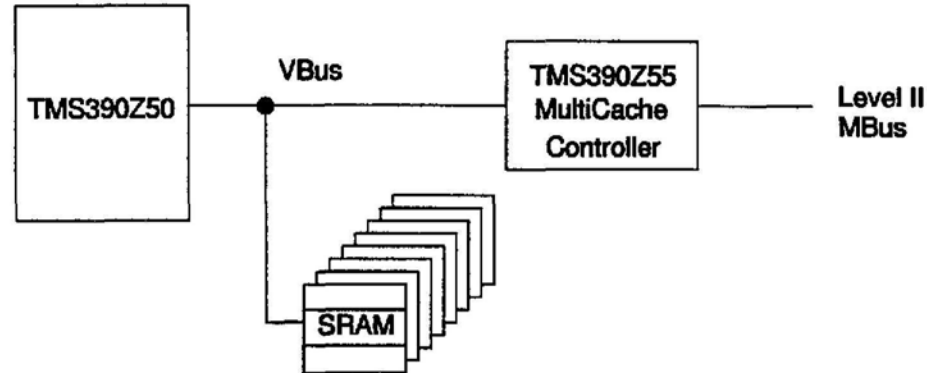 TMS390Z50
VBus
TMS390Z55
MultiCache
Controller
Level II
MBus
SRAM